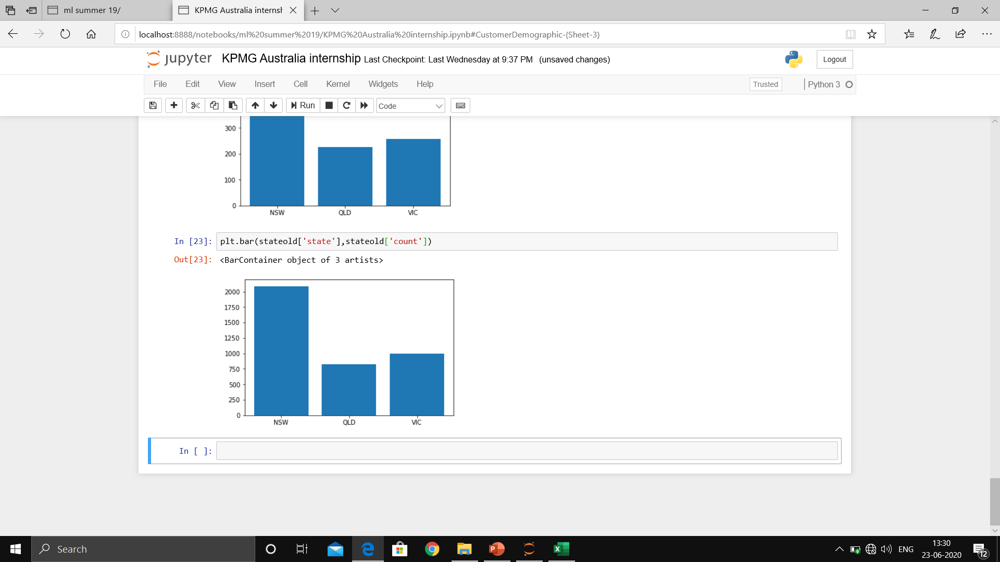 ml summer 19/
KPMG Australia internsh
localhost:8888/notebooks/ml%20summer%2019/KPMG%20Australia%20internship.ipynb#CustomerDemographic-(Sheet-3)
jupyter KPMG Australia internship Last Checkpoint: Last Wednesday at 9:37 PM (unsaved changes)
Logout
File Edit View Insert Cell Kernel Widgets Help
Trusted
Python 3
Run
Code
300
200
100
0
NSW QLD VIC
In [23]: plt.bar(stateold['state'],stateold['count'])
Out[23]: <BarContainer object of 3 artists>
2000
1750
1500
1250
1000
750
500
250
0
NSW QLD VIC
In [ ]:
Search
ENG
13:30
23-06-2020
12